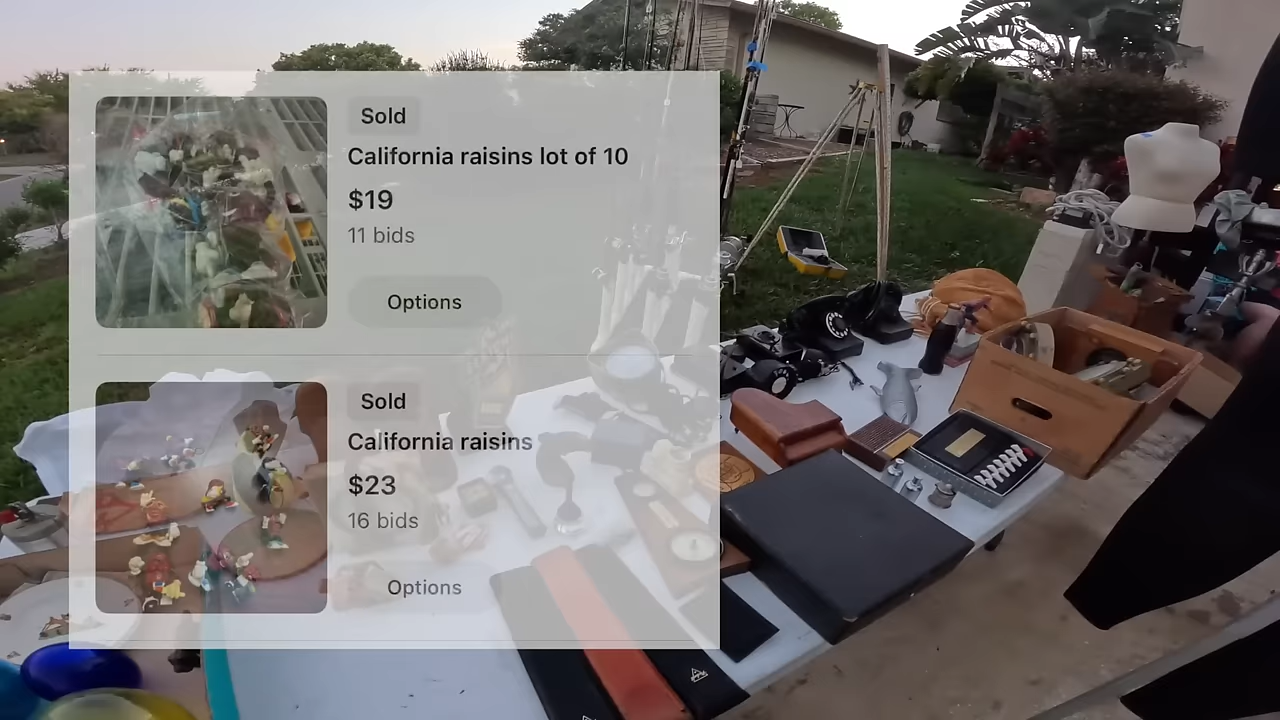 Sold
California raisins lot of 10
$19
11 bids
Options
Sold
California raisins
$23
16 bids
Options